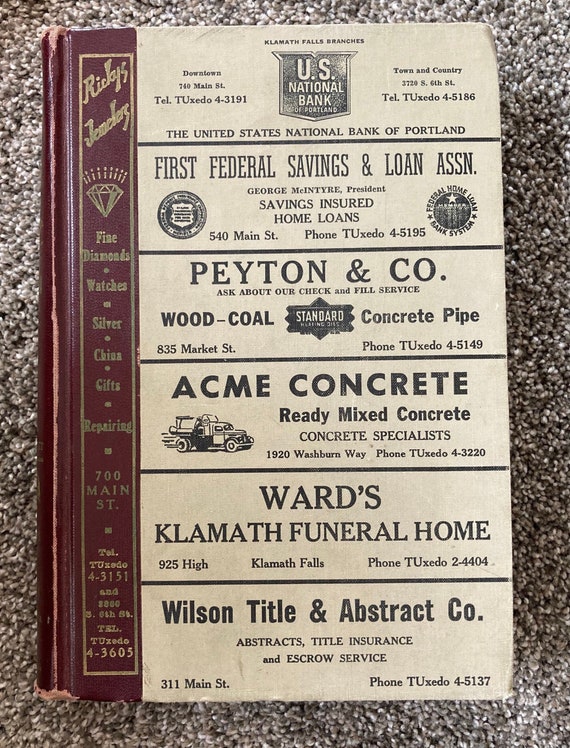 Rickys
Jewelers
Fine
Diamonds
Watches
Silver
China
Gifts
Repairing
700
MAIN
ST.
Tel.
TUxedo
4-3151
and
S. 6th St.
TEL.
TUxedo
4-3605
KLAMATH FALLS BRANCHES
Downtown
740 Main St.
Tel. TUxedo 4-3191
U.S.
NATIONAL
BANK
OF PORTLAND
Town and Country
3720 S. 6th St.
Tel. TUxedo 4-5186
THE UNITED STATES NATIONAL BANK OF PORTLAND
FIRST FEDERAL SAVINGS & LOAN ASSN.
GEORGE McINTYRE, President
SAVINGS INSURED
HOME LOANS
540 Main St. Phone TUxedo 4-5195
FEDERAL HOME LOAN
BANK SYSTEM
MEMBER
PEYTON & CO.
ASK ABOUT OUR CHECK and FILL SERVICE
WOOD-COAL STANDARD Concrete Pipe
HEATING OILS
835 Market St. Phone TUxedo 4-5149
ACME CONCRETE
Ready Mixed Concrete
CONCRETE SPECIALISTS
1920 Washburn Way Phone TUxedo 4-3220
WARD'S
KLAMATH FUNERAL HOME
925 High Klamath Falls Phone TUxedo 2-4404
Wilson Title & Abstract Co.
ABSTRACTS, TITLE INSURANCE
and ESCROW SERVICE
311 Main St. Phone TUxedo 4-5137